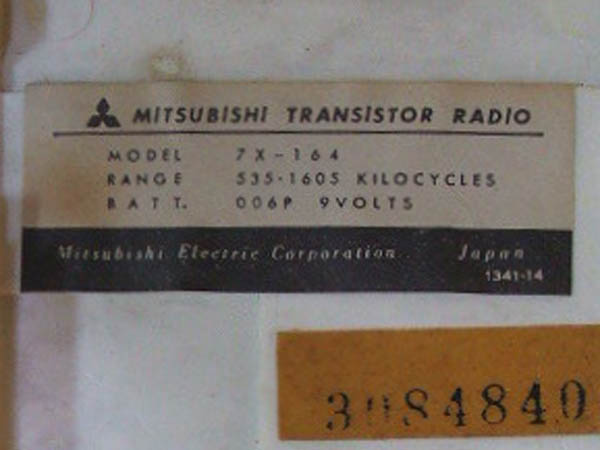 MITSUBISHI TRANSISTOR RADIO
MODEL 7X-164
RANGE 535-1605 KILOCYCLES
BATT. 006P 9VOLTS
Mitsubishi Electric Corporation Japan
1341-14